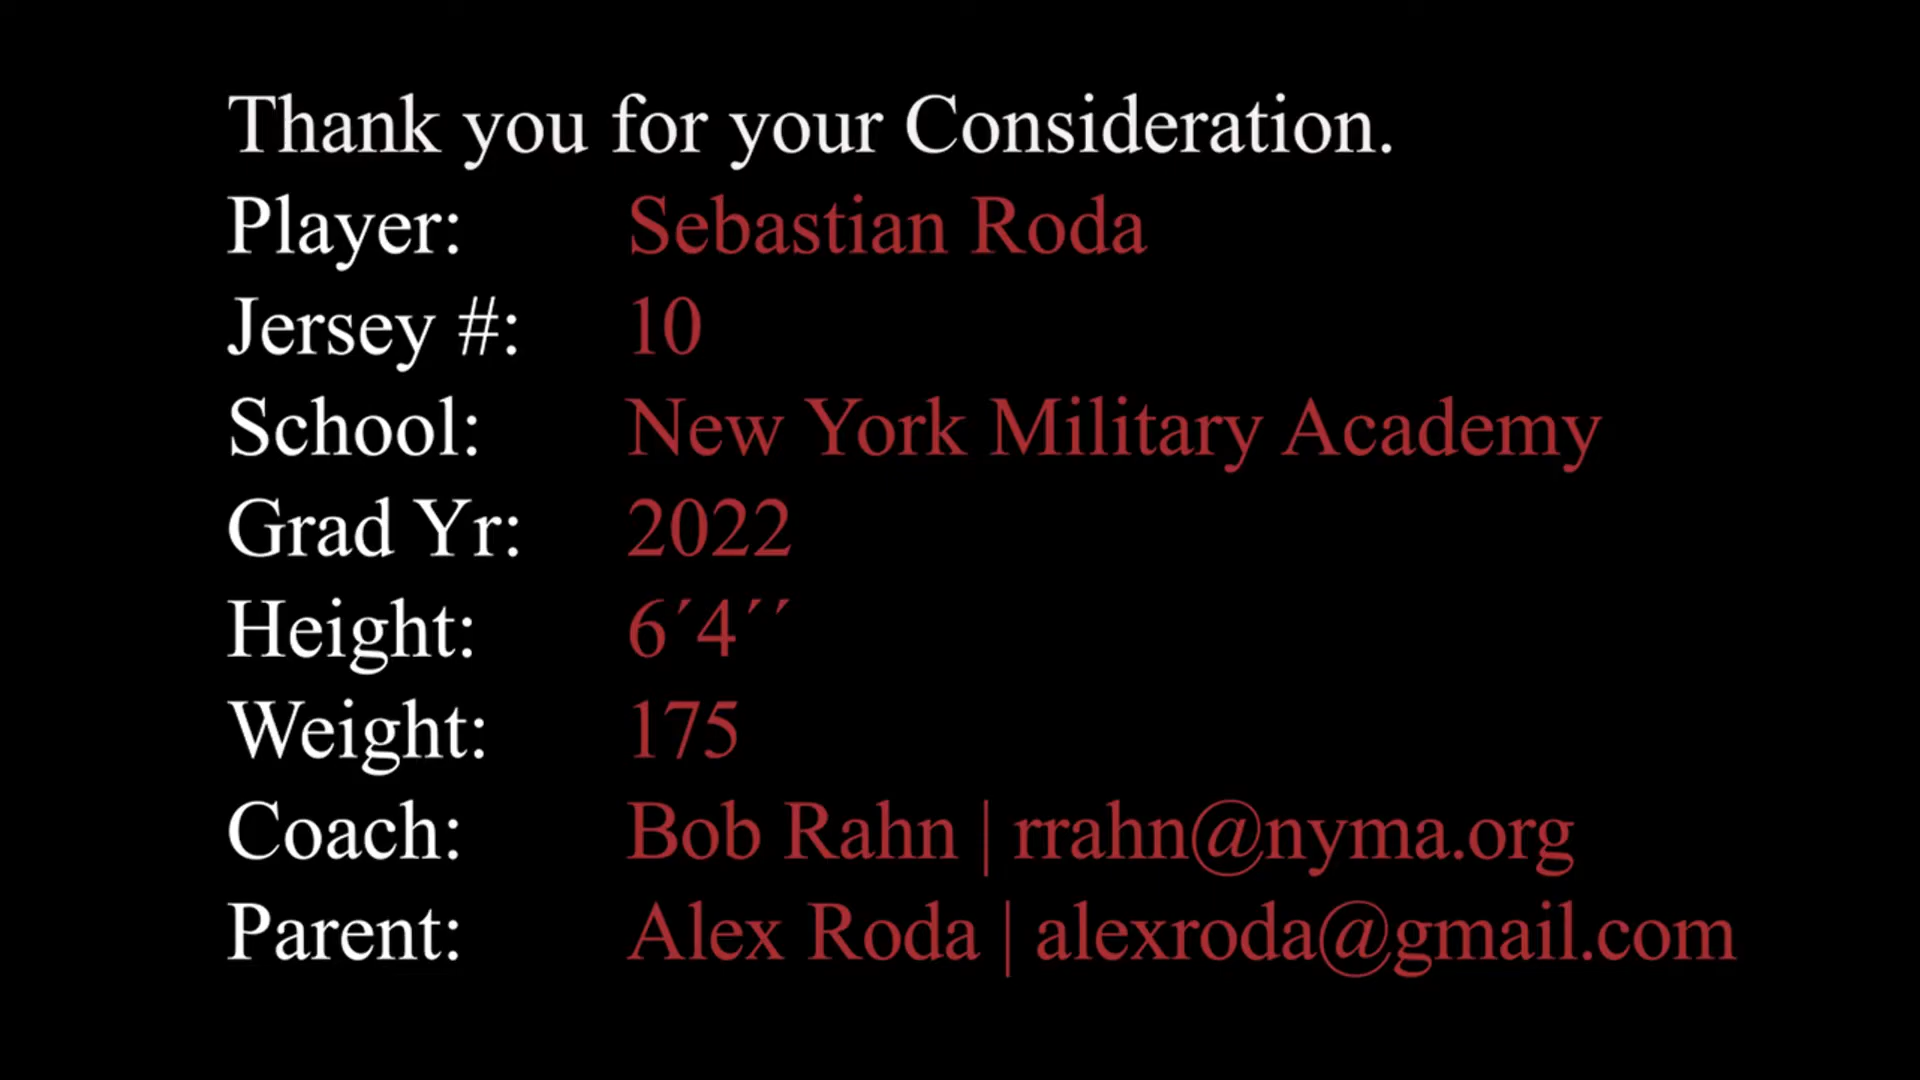 Thank you for your Consideration.
Player: Sebastian Roda
Jersey #: 10
School: New York Military Academy
Grad Yr: 2022
Height: 6´4´´
Weight: 175
Coach: Bob Rahn | rrahn@nyma.org
Parent: Alex Roda | alexroda@gmail.com